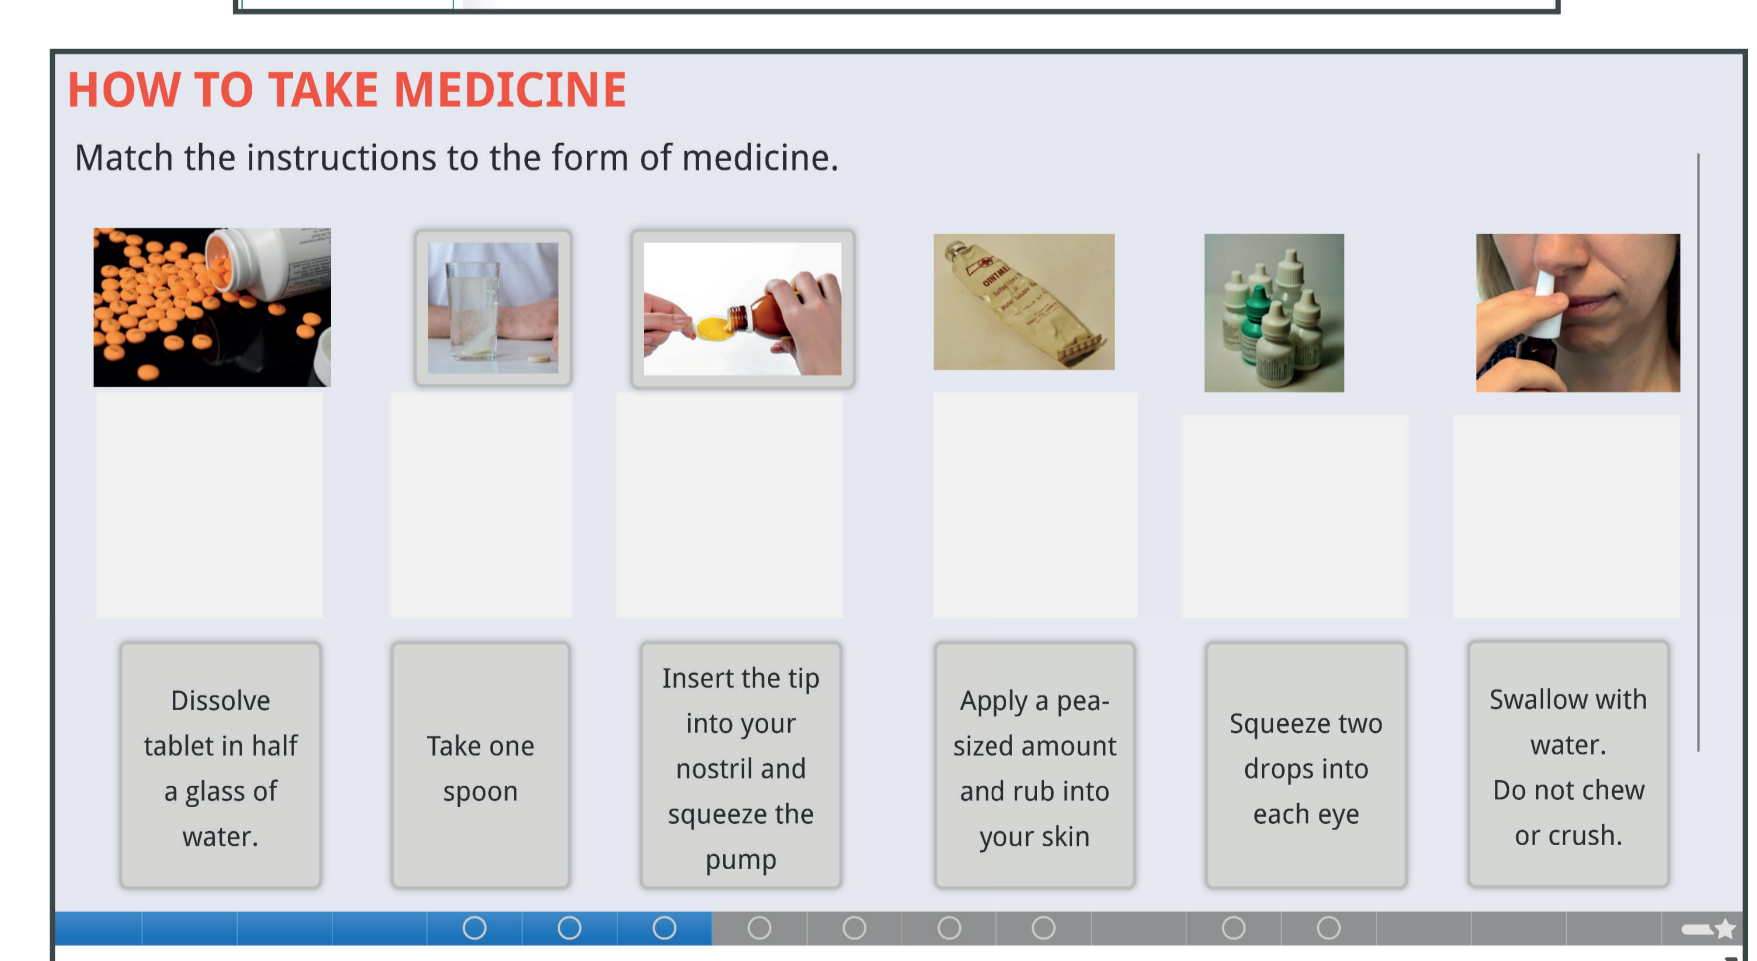 HOW TO TAKE MEDICINE
Match the instructions to the form of medicine.
OINTME
Dissolve
tablet in half
a glass of
water.
Take one
spoon
Insert the tip
into your
nostril and
squeeze the
pump
Apply a pea-
sized amount
and rub into
your skin
Squeeze two
drops into
each eye
Swallow with
water.
Do not chew
or crush.